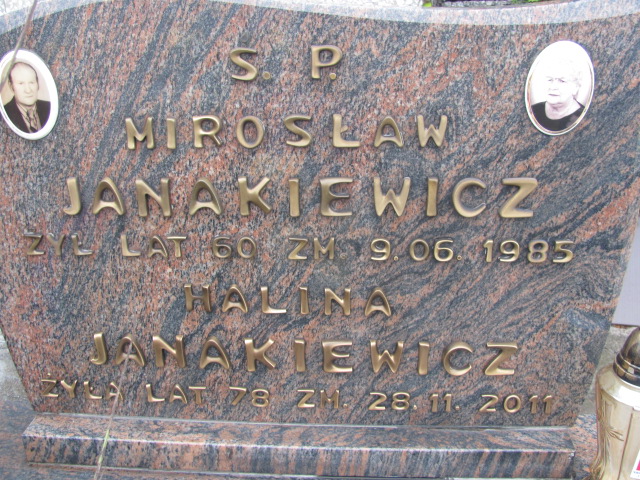 Ś. P.
MIROSŁAW
JANAKIEWICZ
ŻYŁ LAT 60 ZM. 9.06.1985
HALINA
JANAKIEWICZ
ŻYŁA LAT 78 ZM. 28.11.2011